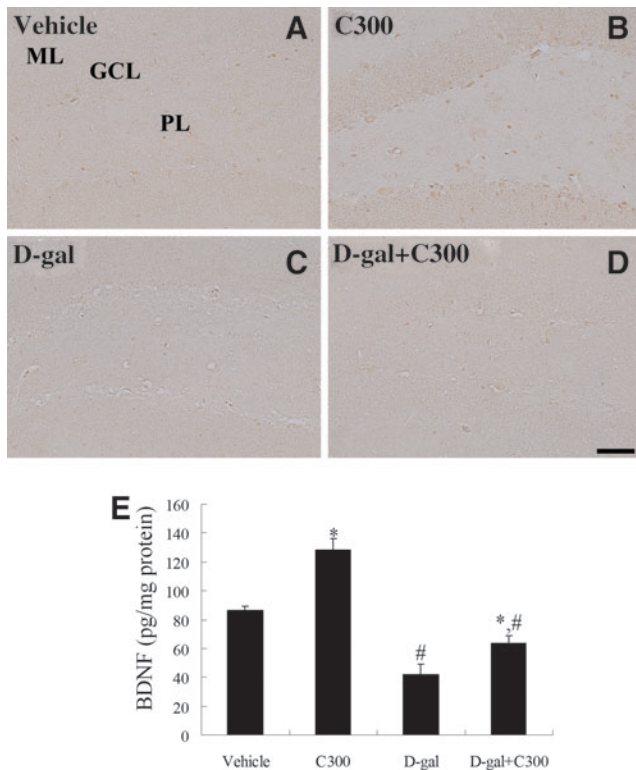 Vehicle A
ML
GCL
PL
C300 B
D-gal C
D-gal+C300 D
E
BDNF (pg/mg protein)
160
140
120
100
80
60
40
20
0
*
#
*,#
Vehicle C300 D-gal D-gal+C300